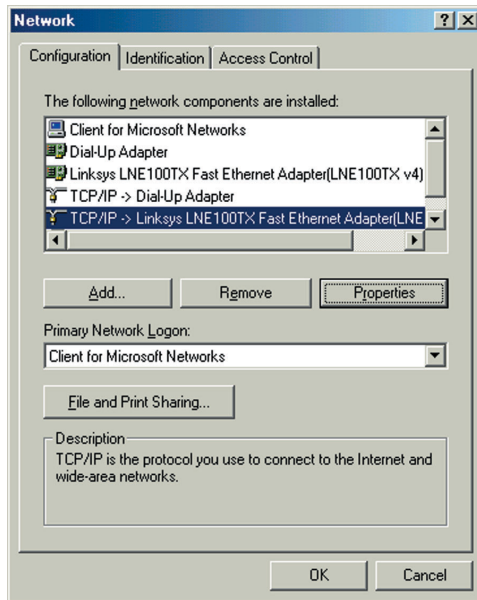 Network
Configuration Identification Access Control
The following network components are installed:
Client for Microsoft Networks
Dial-Up Adapter
Linksys LNE100TX Fast Ethernet Adapter(LNE100TX v4)
TCP/IP -> Dial-Up Adapter
TCP/IP -> Linksys LNE100TX Fast Ethernet Adapter(LNE
Add... Remove Properties
Primary Network Logon:
Client for Microsoft Networks
File and Print Sharing...
Description
TCP/IP is the protocol you use to connect to the Internet and
wide-area networks.
OK Cancel